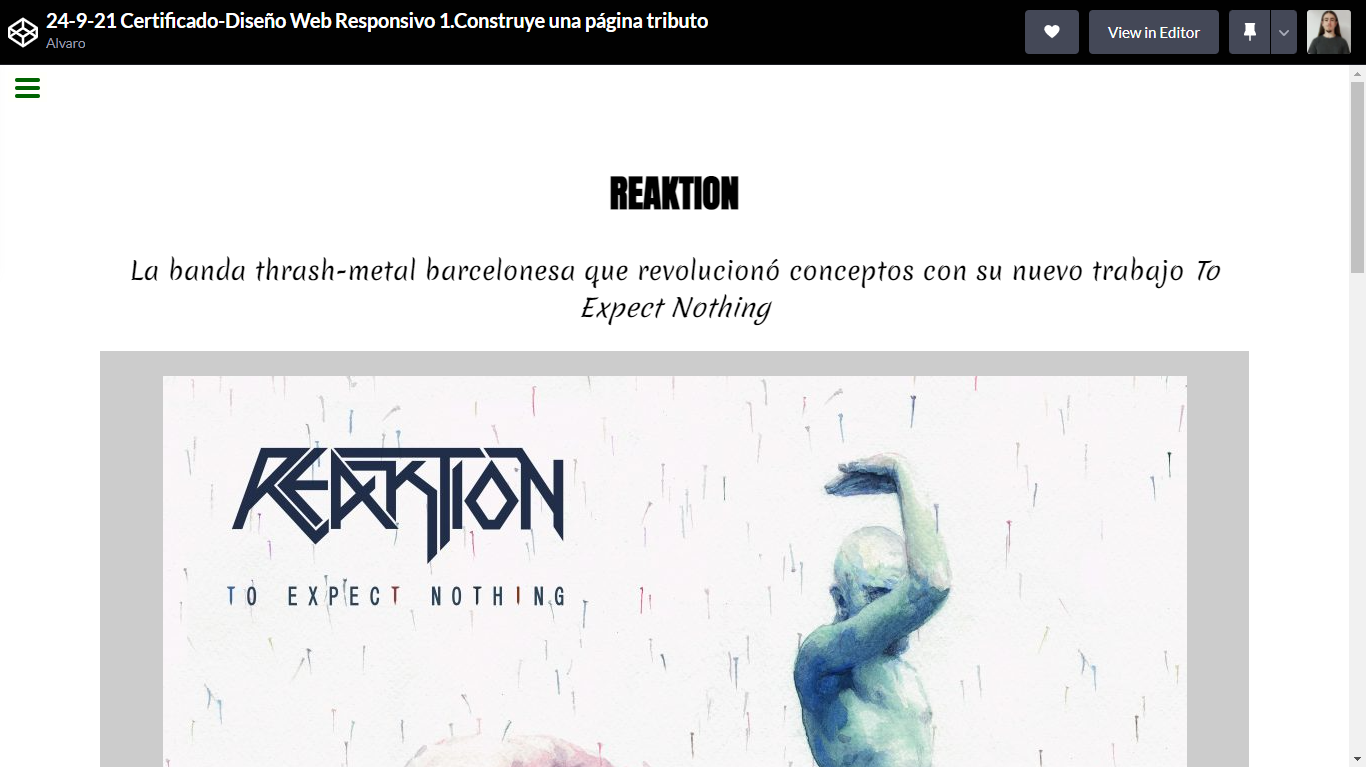 24-9-21 Certificado-Diseño Web Responsivo 1.Construye una página tributo
Alvaro
View in Editor
REAKTION
La banda thrash-metal barcelonesa que revolucionó conceptos con su nuevo trabajo To
Expect Nothing
REAKTION
TO EXPECT NOTHING